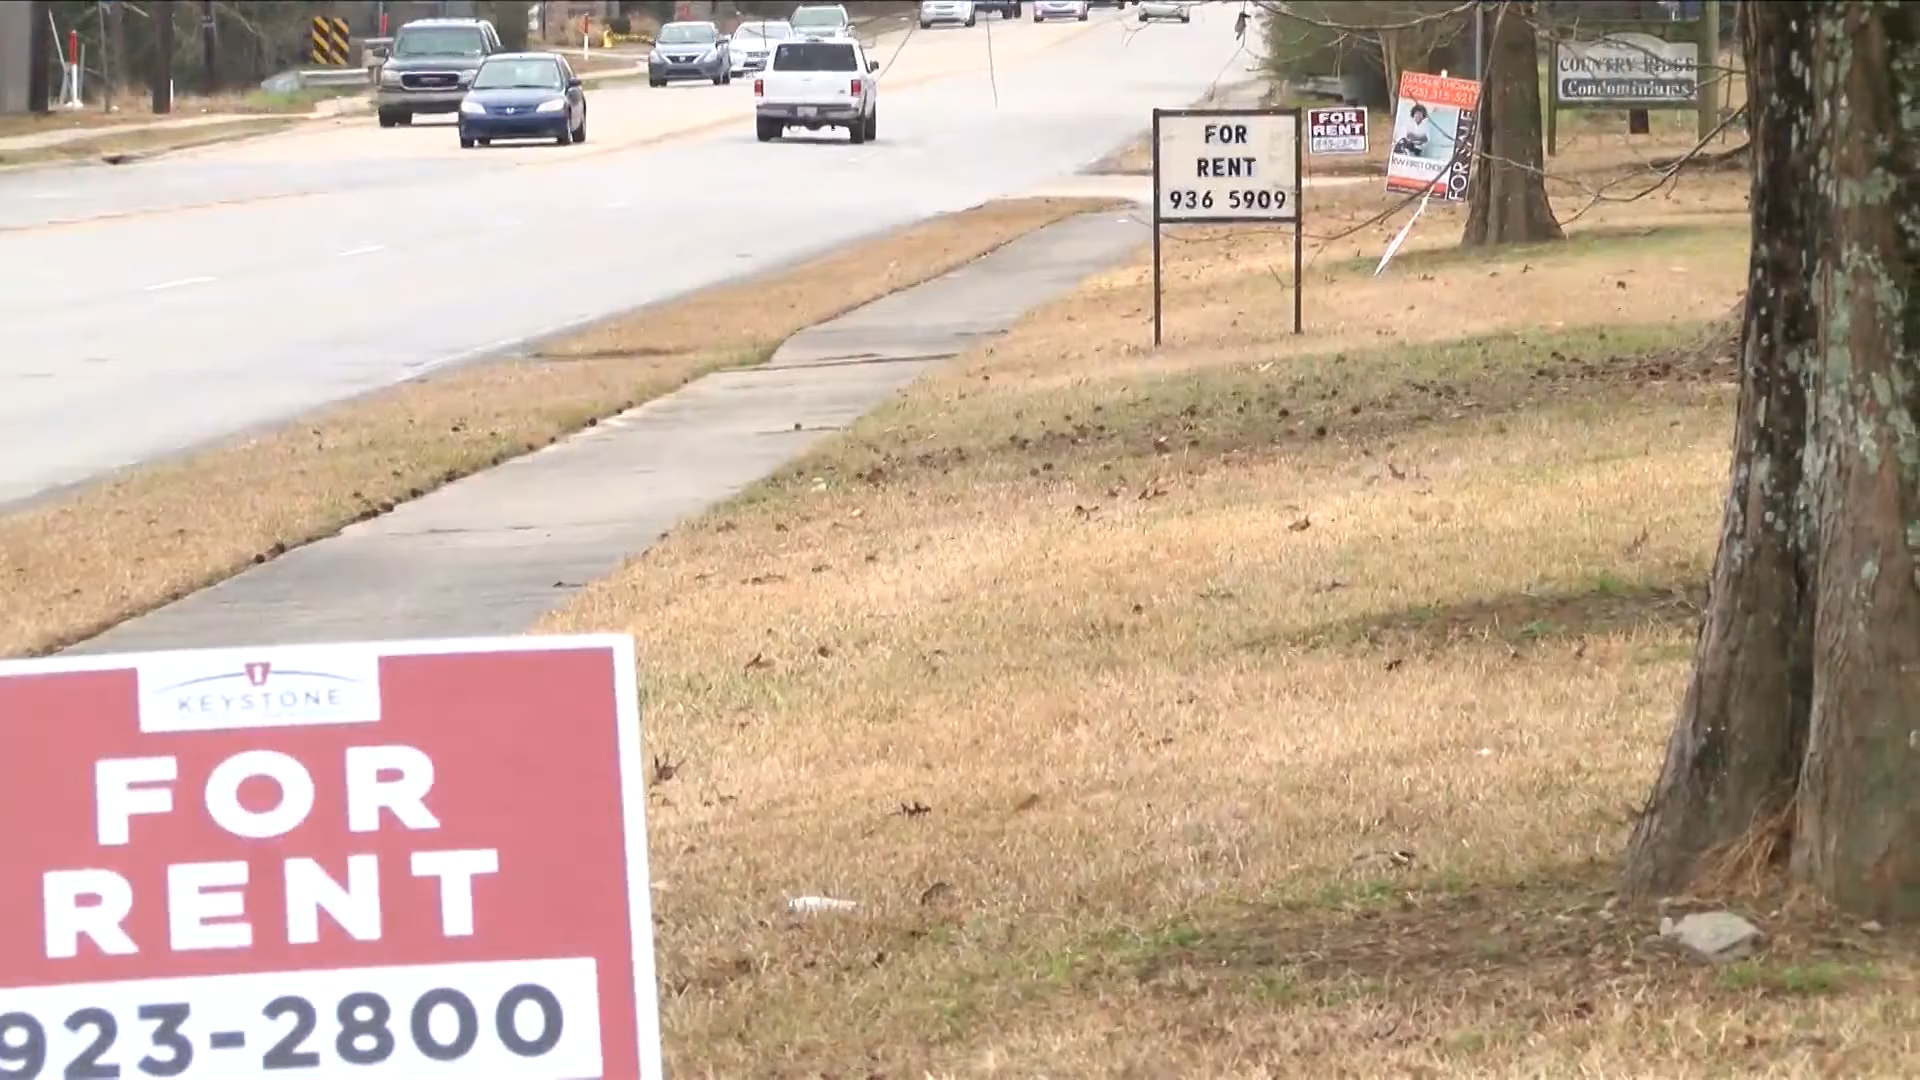 KEYSTONE
FOR
RENT
923-2800
FOR
RENT
936 5909
FOR
RENT
FOR SALE
COUNTRY RIDGE
Condominiums